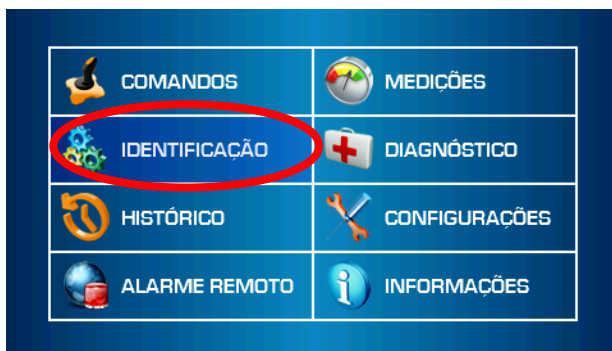 COMANDOS
MEDIÇÕES
IDENTIFICAÇÃO
DIAGNÓSTICO
HISTÓRICO
CONFIGURAÇÕES
ALARME REMOTO
INFORMAÇÕES